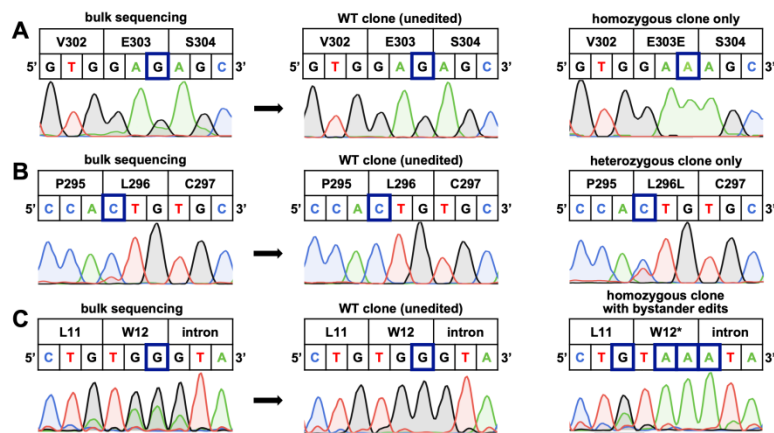 A
bulk sequencing
WT clone (unedited)
homozygous clone only
V302 E303 S304
V302 E303 S304
V302 E303E S304
5' G T G G A G A G C 3'
5' G T G G A G A G C 3'
5' G T G G A A A G C 3'
B
bulk sequencing
WT clone (unedited)
heterozygous clone only
P295 L296 C297
P295 L296 C297
P295 L296L C297
5' C C A C T G T G C 3'
5' C C A C T G T G C 3'
5' C C A C T G T G C 3'
C
bulk sequencing
WT clone (unedited)
homozygous clone
with bystander edits
L11 W12 intron
L11 W12 intron
L11 W12* intron
5' C T G T G G G T A 3'
5' C T G T G G G T A 3'
5' C T G T A A A T A 3'